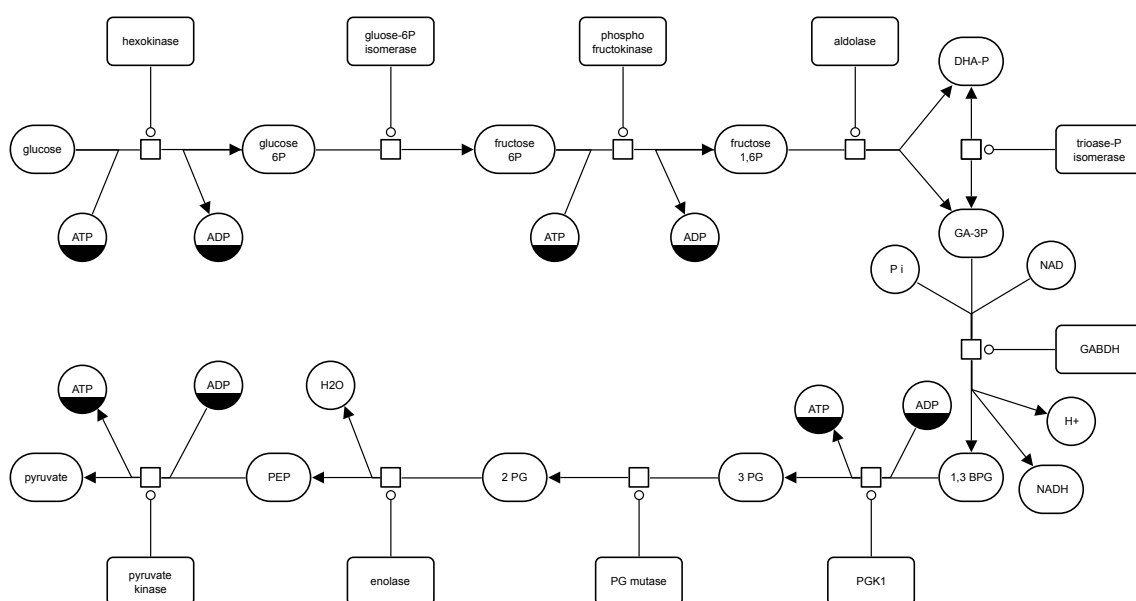 hexokinase
gluose-6P
isomerase
phospho
fructokinase
aldolase
DHA-P
glucose
glucose
6P
fructose
6P
fructose
1,6P
trioase-P
isomerase
ATP
ADP
ATP
ADP
GA-3P
P i
NAD
GABDH
ATP
ADP
H2O
ATP
ADP
H+
pyruvate
PEP
2 PG
3 PG
1,3 BPG
NADH
pyruvate
kinase
enolase
PG mutase
PGK1